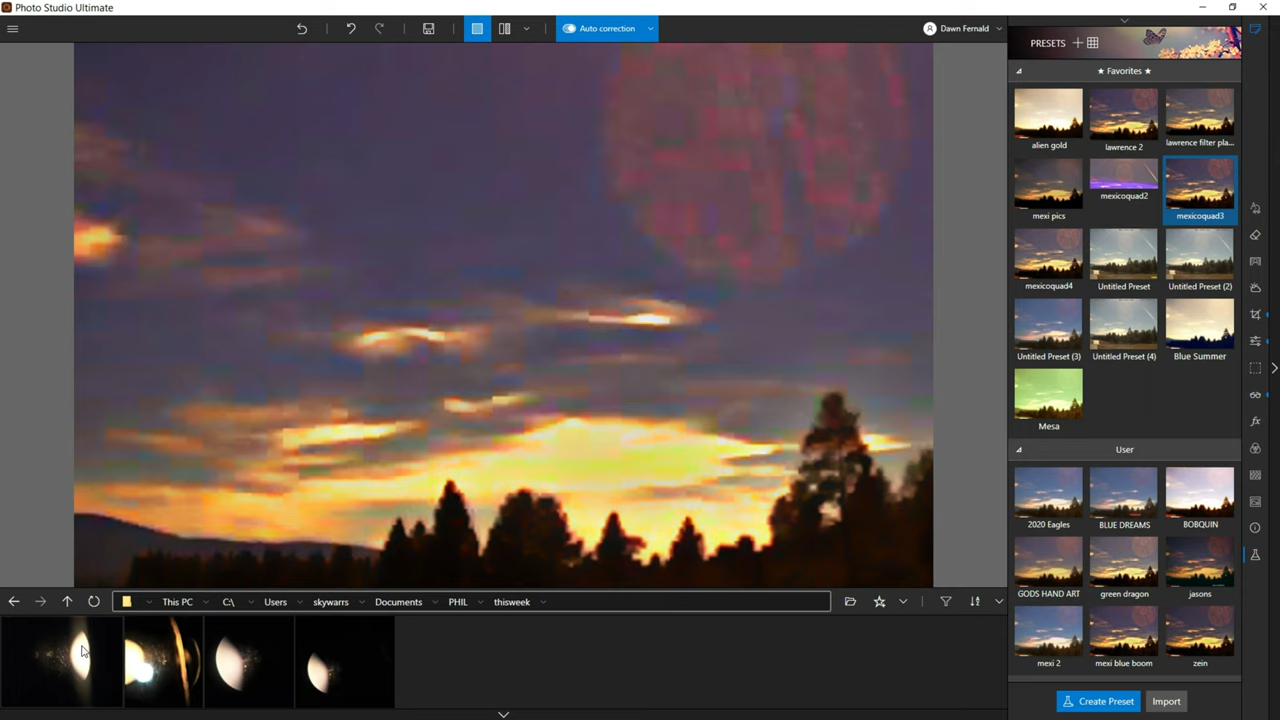 Photo Studio Ultimate
Auto correction
Dawn Fernald
PRESETS
★ Favorites ★
alien gold
lawrence 2
lawrence filter pla...
mexi pics
mexicoquad2
mexicoquad3
mexicoquad4
Untitled Preset
Untitled Preset (2)
Untitled Preset (3)
Untitled Preset (4)
Blue Summer
Mesa
User
2020 Eagles
BLUE DREAMS
BOBQUIN
GODS HAND ART
green dragon
jasons
mexi 2
mexi blue boom
zein
This PC
C:\
Users
skywarrs
Documents
PHIL
thisweek
Create Preset
Import